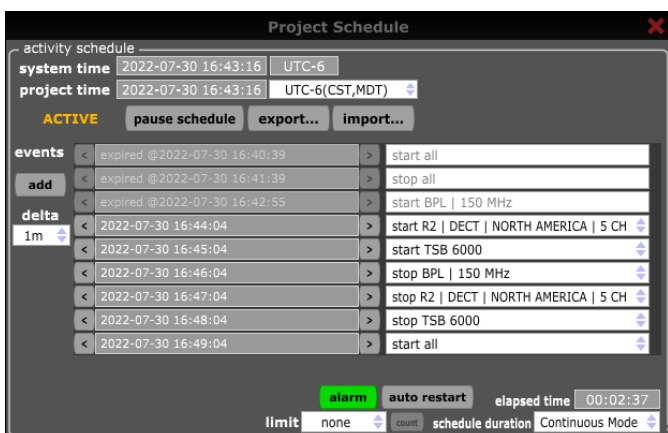 Project Schedule
activity schedule
system time 2022-07-30 16:43:16 UTC-6
project time 2022-07-30 16:43:16 UTC-6(CST,MDT)
ACTIVE pause schedule export... import...
events < expired @2022-07-30 16:40:39 > start all
add < expired @2022-07-30 16:41:39 > stop all
< expired @2022-07-30 16:42:55 > start BPL | 150 MHz
delta
1m < 2022-07-30 16:44:04 > start R2 | DECT | NORTH AMERICA | 5 CH
< 2022-07-30 16:45:04 > start TSB 6000
< 2022-07-30 16:46:04 > stop BPL | 150 MHz
< 2022-07-30 16:47:04 > stop R2 | DECT | NORTH AMERICA | 5 CH
< 2022-07-30 16:48:04 > stop TSB 6000
< 2022-07-30 16:49:04 > start all
alarm auto restart elapsed time 00:02:37
limit none count schedule duration Continuous Mode